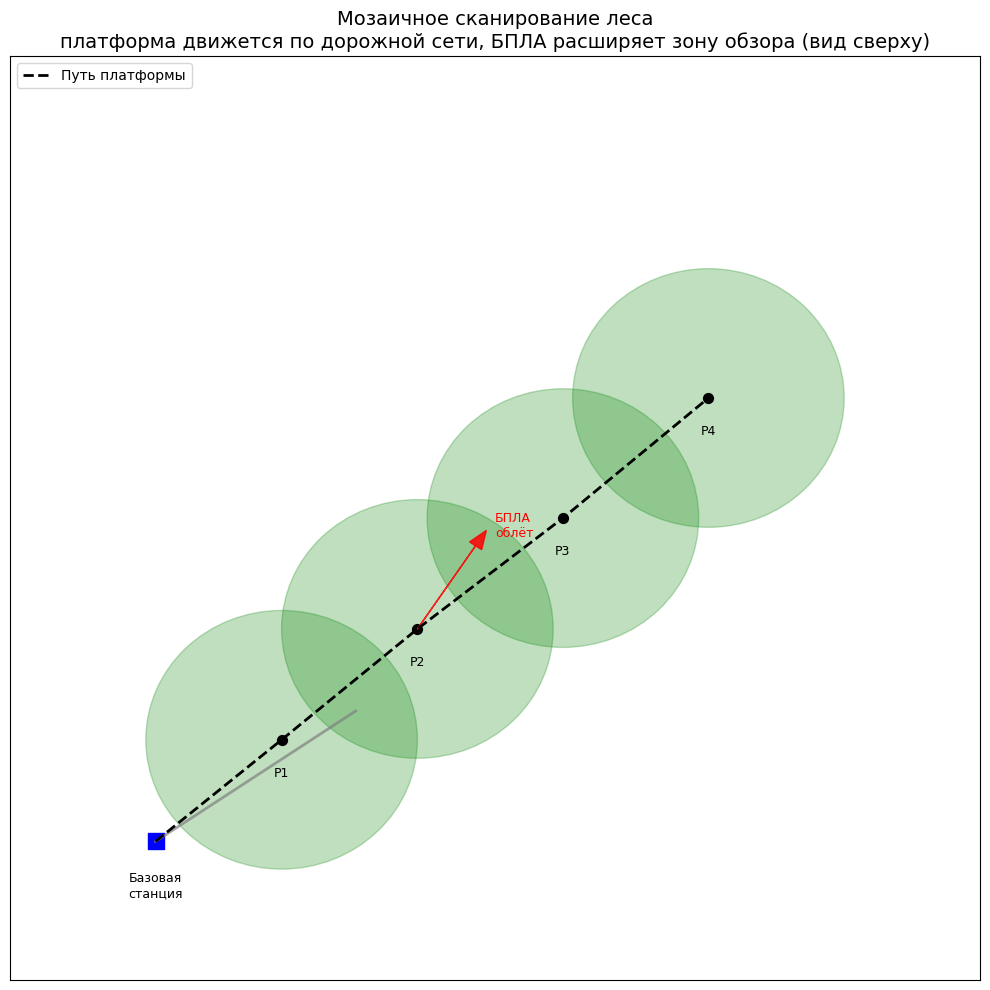 Мозаичное сканирование леса
платформа движется по дорожной сети, БПЛА расширяет зону обзора (вид сверху)
Путь платформы
P4
БПЛА
облёт
P3
P2
P1
Базовая
станция